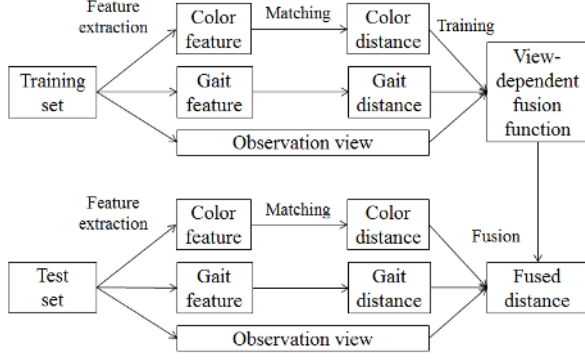 Feature
extraction
Color
feature
Matching
Color
distance
Training
Training
set
Gait
feature
Gait
distance
View-
dependent
fusion
function
Observation view
Feature
extraction
Color
feature
Matching
Color
distance
Fusion
Test
set
Gait
feature
Gait
distance
Fused
distance
Observation view